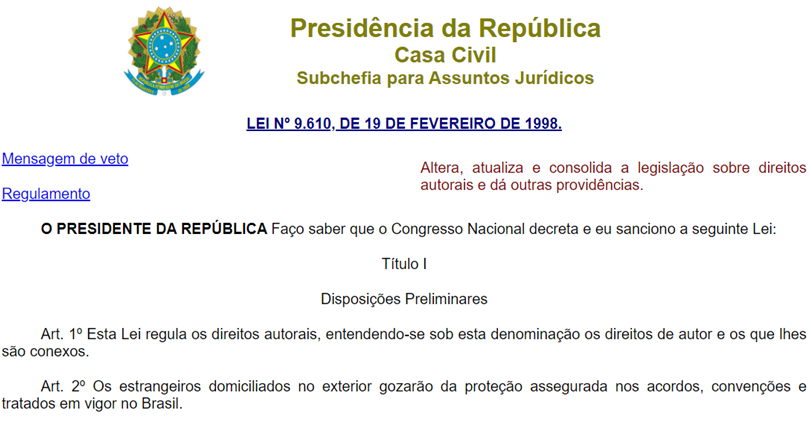 Presidência da República
Casa Civil
Subchefia para Assuntos Jurídicos
LEI Nº 9.610, DE 19 DE FEVEREIRO DE 1998.
Mensagem de veto
Regulamento
Altera, atualiza e consolida a legislação sobre direitos
autorais e dá outras providências.
O PRESIDENTE DA REPÚBLICA Faço saber que o Congresso Nacional decreta e eu sanciono a seguinte Lei:
Título I
Disposições Preliminares
Art. 1º Esta Lei regula os direitos autorais, entendendo-se sob esta denominação os direitos de autor e os que lhes
são conexos.
Art. 2º Os estrangeiros domiciliados no exterior gozarão da proteção assegurada nos acordos, convenções e
tratados em vigor no Brasil.